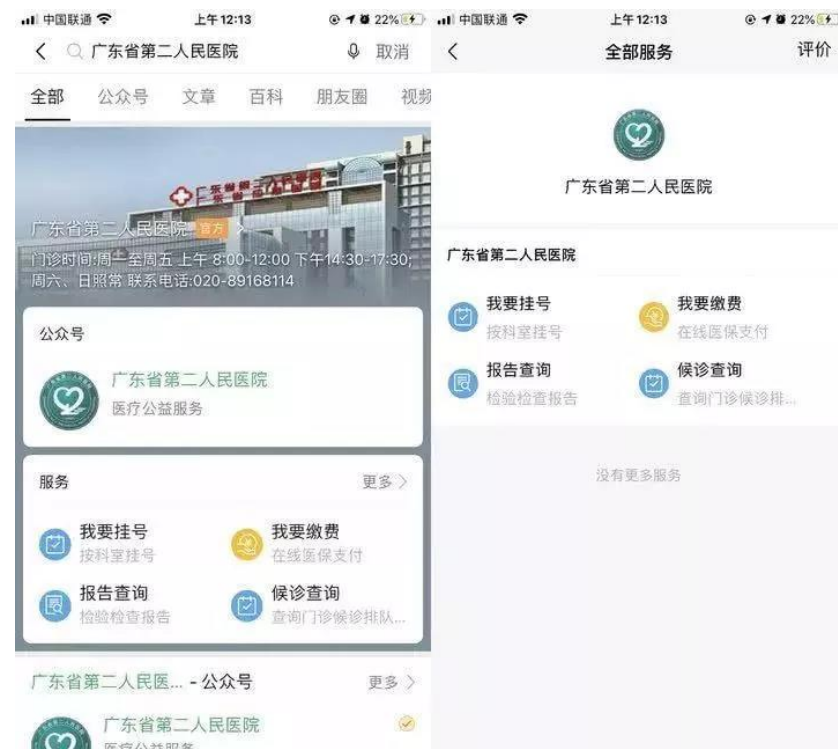 中国联通
上午12:13
22%
广东省第二人民医院
取消
全部 公众号 文章 百科 朋友圈 视频
广东省第二人民医院 官方
门诊时间:周一至周五 上午 8:00-12:00 下午14:30-17:30;
周六、日照常 联系电话:020-89168114
公众号
广东省第二人民医院
医疗公益服务
服务
更多
我要挂号
按科室挂号
我要缴费
在线医保支付
报告查询
检验检查报告
候诊查询
查询门诊候诊排队...
广东省第二人民医... - 公众号
更多
广东省第二人民医院
医疗公益服务
中国联通
上午12:13
22%
全部服务
评价
广东省第二人民医院
广东省第二人民医院
我要挂号
按科室挂号
我要缴费
在线医保支付
报告查询
检验检查报告
候诊查询
查询门诊候诊排...
没有更多服务